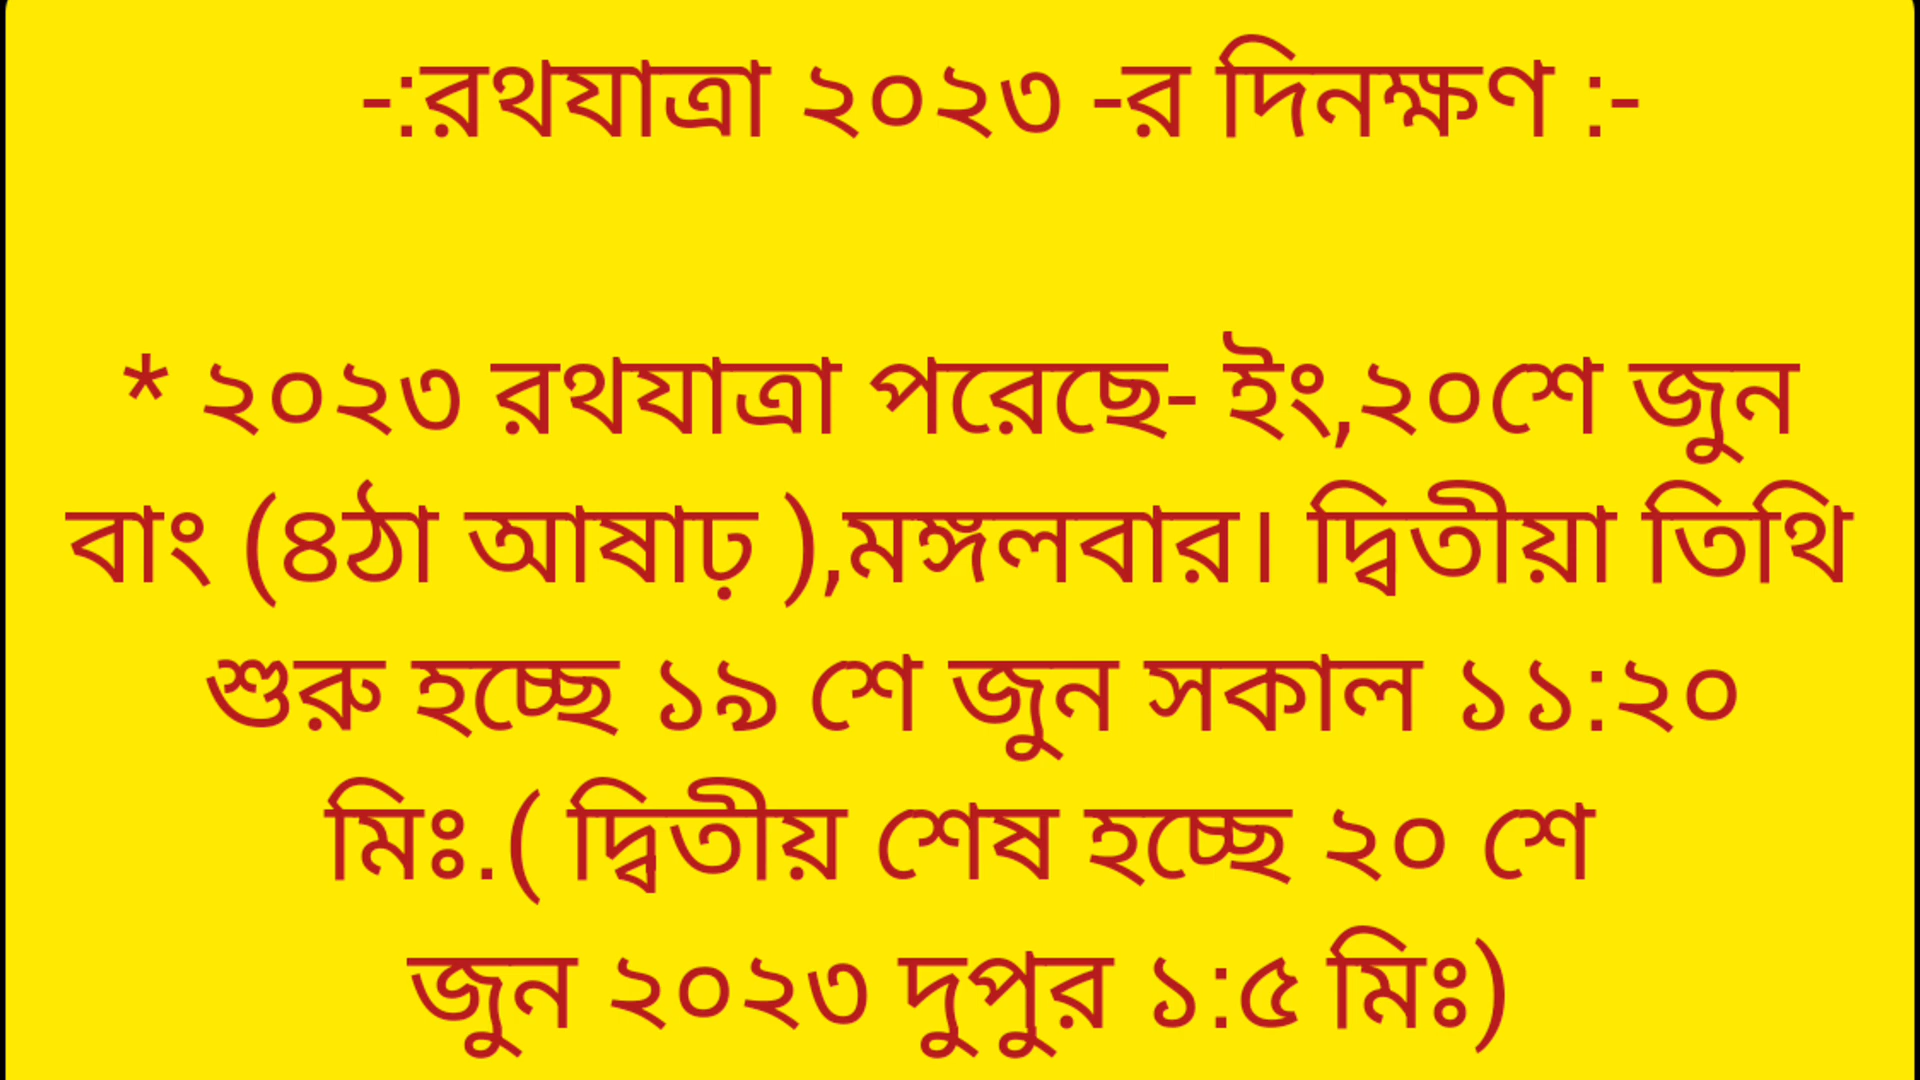 -:রথযাত্রা ২০২৩ -র দিনক্ষণ :-
* ২০২৩ রথযাত্রা পরেছে- ইং,২০শে জুন
বাং (৪ঠা আষাঢ় ),মঙ্গলবার। দ্বিতীয়া তিথি
শুরু হচ্ছে ১৯ শে জুন সকাল ১১:২০
মিঃ.( দ্বিতীয় শেষ হচ্ছে ২০ শে
জুন ২০২৩ দুপুর ১:৫ মিঃ)